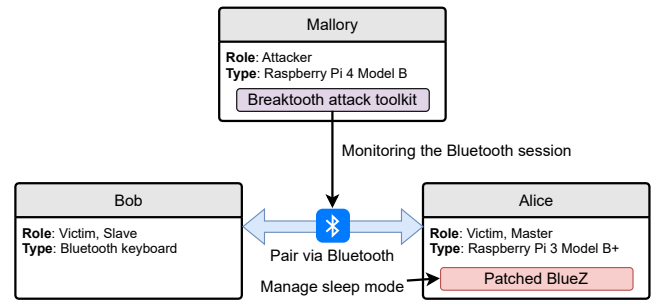 Mallory
Role: Attacker
Type: Raspberry Pi 4 Model B
Breaktooth attack toolkit
Monitoring the Bluetooth session
Bob
Role: Victim, Slave
Type: Bluetooth keyboard
Pair via Bluetooth
Manage sleep mode
Alice
Role: Victim, Master
Type: Raspberry Pi 3 Model B+
Patched BlueZ